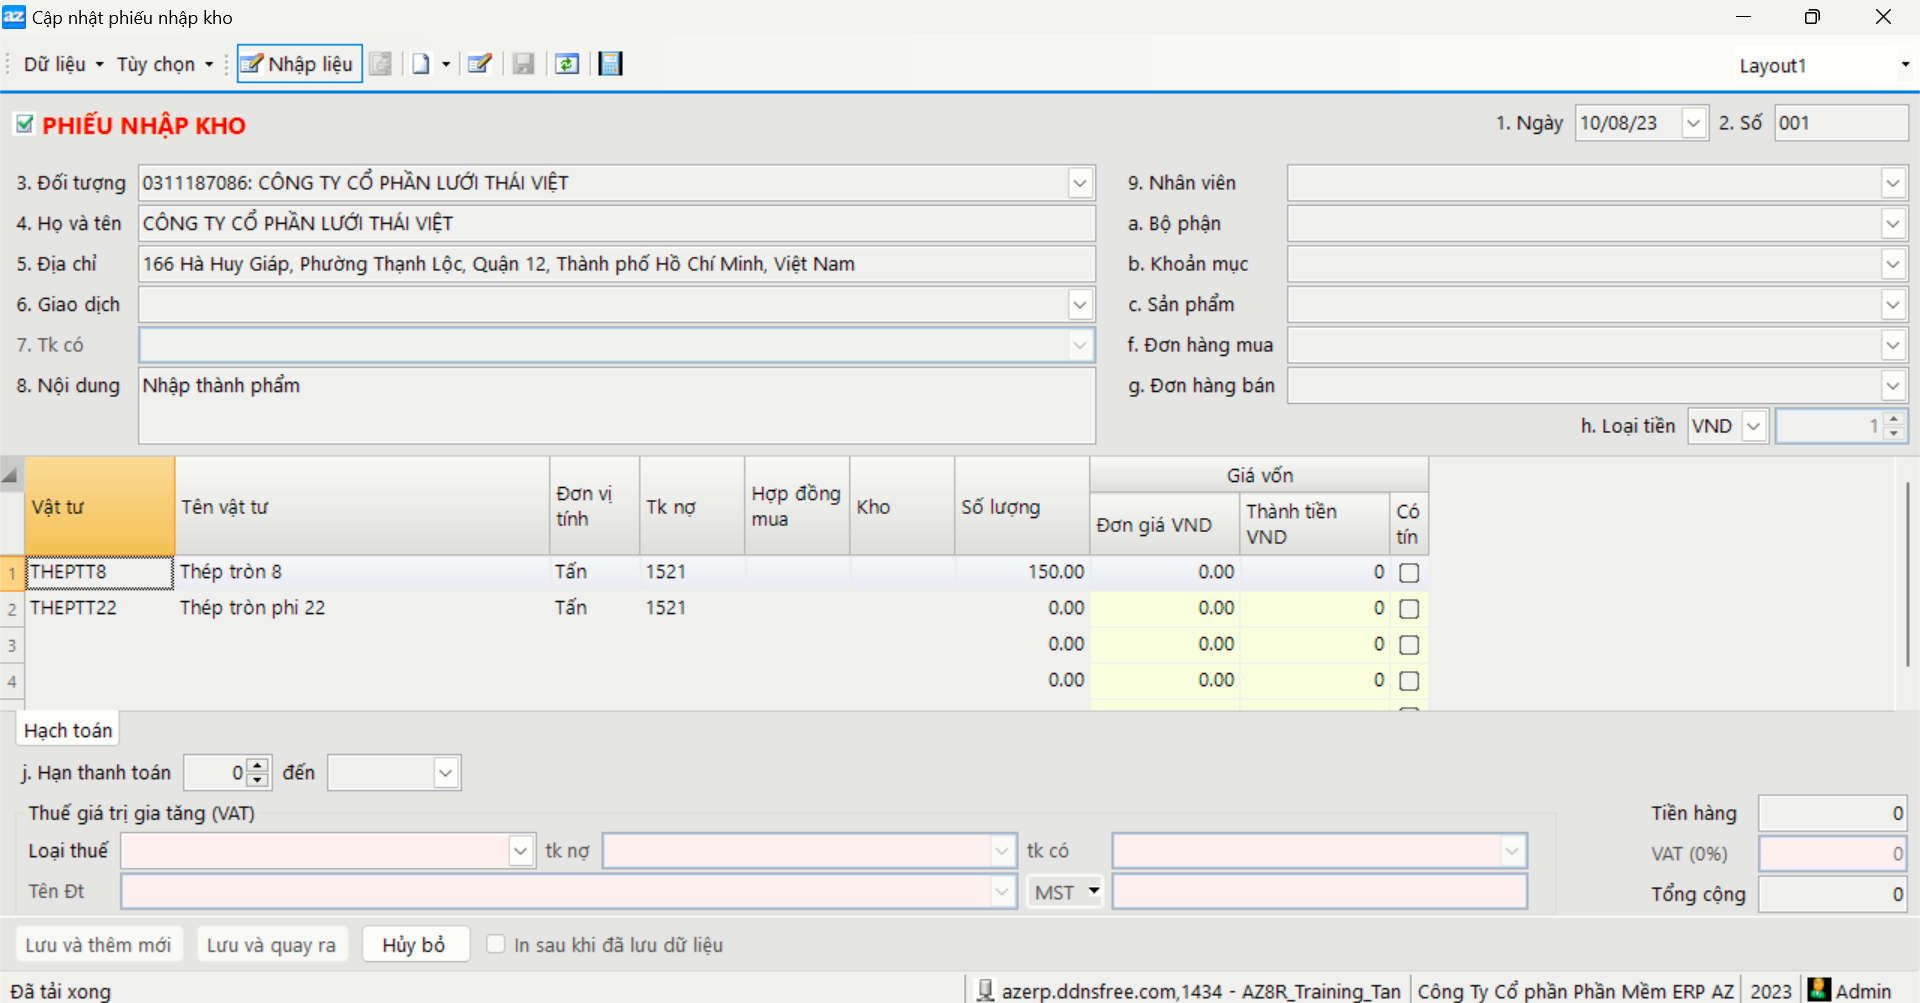 az Cập nhật phiếu nhập kho
Dữ liệu Tùy chọn Nhập liệu Layout1
PHIẾU NHẬP KHO 1. Ngày 10/08/23 2. Số 001
3. Đối tượng 0311187086: CÔNG TY CỔ PHẦN LƯỚI THÁI VIỆT 9. Nhân viên
4. Họ và tên CÔNG TY CỔ PHẦN LƯỚI THÁI VIỆT a. Bộ phận
5. Địa chỉ 166 Hà Huy Giáp, Phường Thạnh Lộc, Quận 12, Thành phố Hồ Chí Minh, Việt Nam b. Khoản mục
6. Giao dịch c. Sản phẩm
7. Tk có f. Đơn hàng mua
8. Nội dung Nhập thành phẩm g. Đơn hàng bán
h. Loại tiền VND 1
Vật tư Tên vật tư Đơn vị tính Tk nợ Hợp đồng mua Kho Số lượng Giá vốn Đơn giá VND Thành tiền VND Có tín
1 THEPTT8 Thép tròn 8 Tấn 1521 150.00 0.00 0
2 THEPTT22 Thép tròn phi 22 Tấn 1521 0.00 0.00 0
3 0.00 0.00 0
4 0.00 0.00 0
Hạch toán
j. Hạn thanh toán 0 đến
Thuế giá trị gia tăng (VAT) Tiền hàng 0
Loại thuế tk nợ tk có VAT (0%) 0
Tên Đt MST Tổng cộng 0
Lưu và thêm mới Lưu và quay ra Hủy bỏ In sau khi đã lưu dữ liệu
Đã tải xong azerp.ddnsfree.com,1434 - AZ8R_Training_Tan Công Ty Cổ phần Phần Mềm ERP AZ 2023 Admin